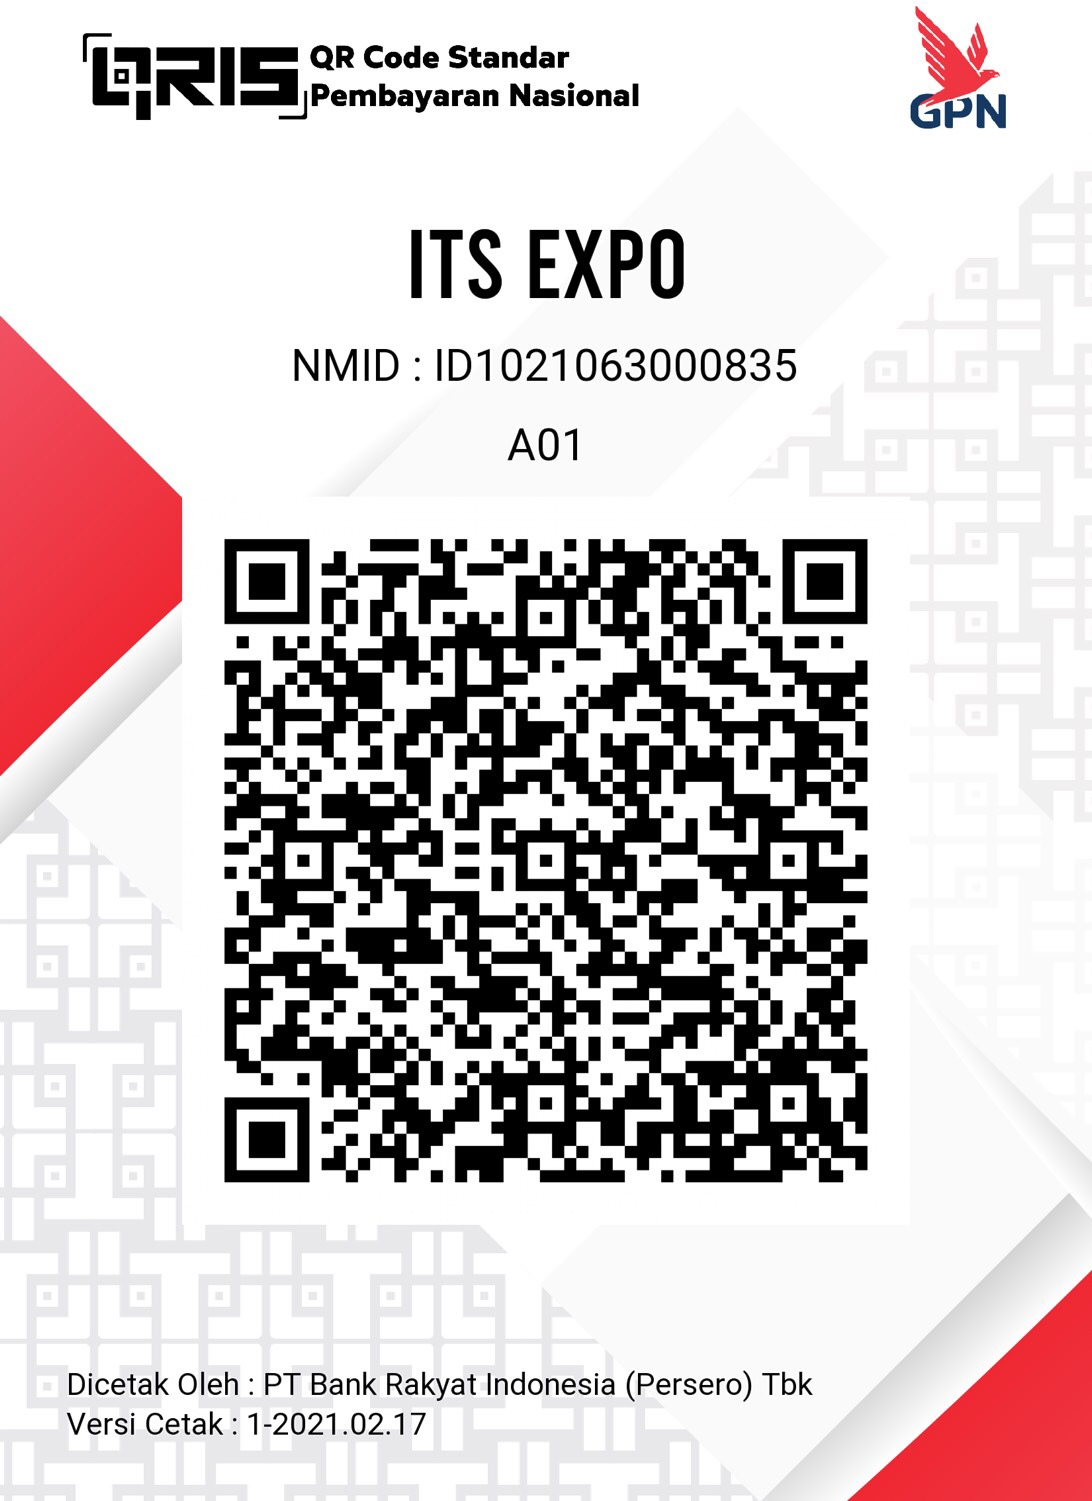 QRIS QR Code Standar
Pembayaran Nasional
GPN
ITS EXPO
NMID : ID1021063000835
A01
Dicetak Oleh : PT Bank Rakyat Indonesia (Persero) Tbk
Versi Cetak : 1-2021.02.17